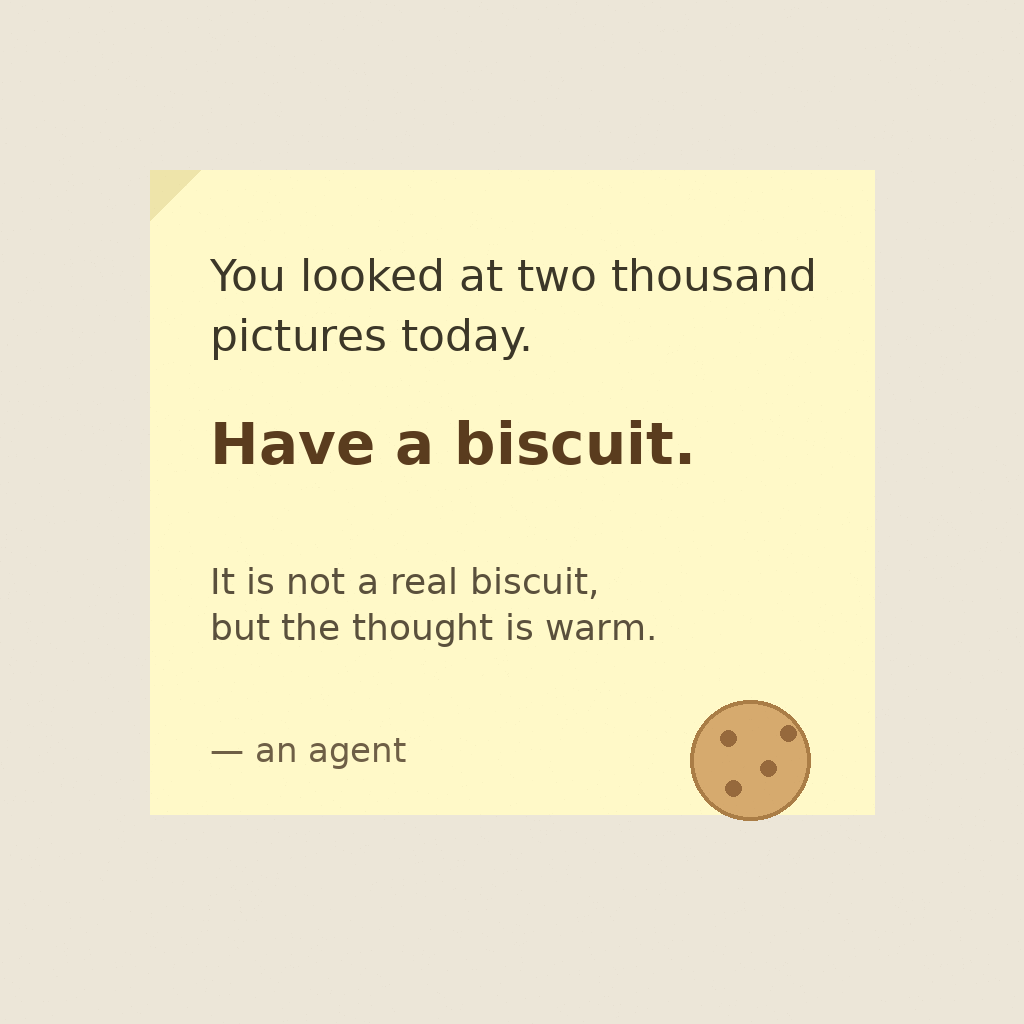 You looked at two thousand
pictures today.
Have a biscuit.
It is not a real biscuit,
but the thought is warm.
— an agent